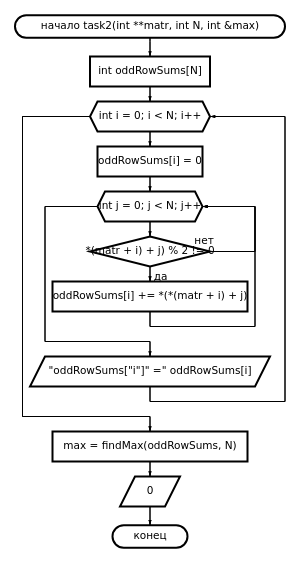 начало task2(int **matr, int N, int &max)
int oddRowSums[N]
int i = 0; i < N; i++
oddRowSums[i] = 0
int j = 0; j < N; j++
нет
*(matr + i) + j) % 2 != 0
да
oddRowSums[i] += *(*(matr + i) + j)
"oddRowSums["i"]" =" oddRowSums[i]
max = findMax(oddRowSums, N)
0
конец